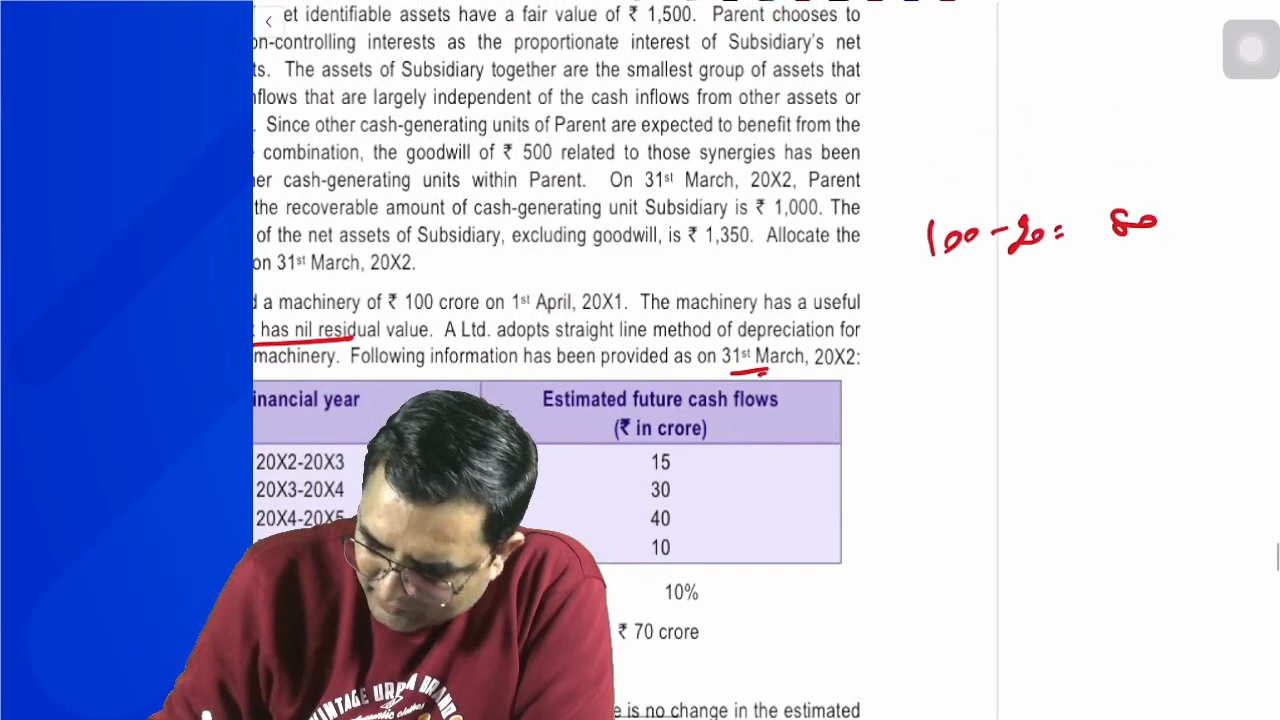 et identifiable assets have a fair value of ₹ 1,500. Parent chooses to
on-controlling interests as the proportionate interest of Subsidiary's net
ts. The assets of Subsidiary together are the smallest group of assets that
nflows that are largely independent of the cash inflows from other assets or
. Since other cash-generating units of Parent are expected to benefit from the
combination, the goodwill of ₹ 500 related to those synergies has been
er cash-generating units within Parent. On 31st March, 20X2, Parent
the recoverable amount of cash-generating unit Subsidiary is ₹ 1,000. The
of the net assets of Subsidiary, excluding goodwill, is ₹ 1,350. Allocate the
on 31st March, 20X2.
100 - 20 = 80
d a machinery of ₹ 100 crore on 1st April, 20X1. The machinery has a useful
t has nil residual value. A Ltd. adopts straight line method of depreciation for
machinery. Following information has been provided as on 31st March, 20X2:
inancial year Estimated future cash flows
(₹ in crore)
20X2-20X3 15
20X3-20X4 30
20X4-20X5 40
10
10%
₹ 70 crore
VINTAGE URB BRAND
e is no change in the estimated